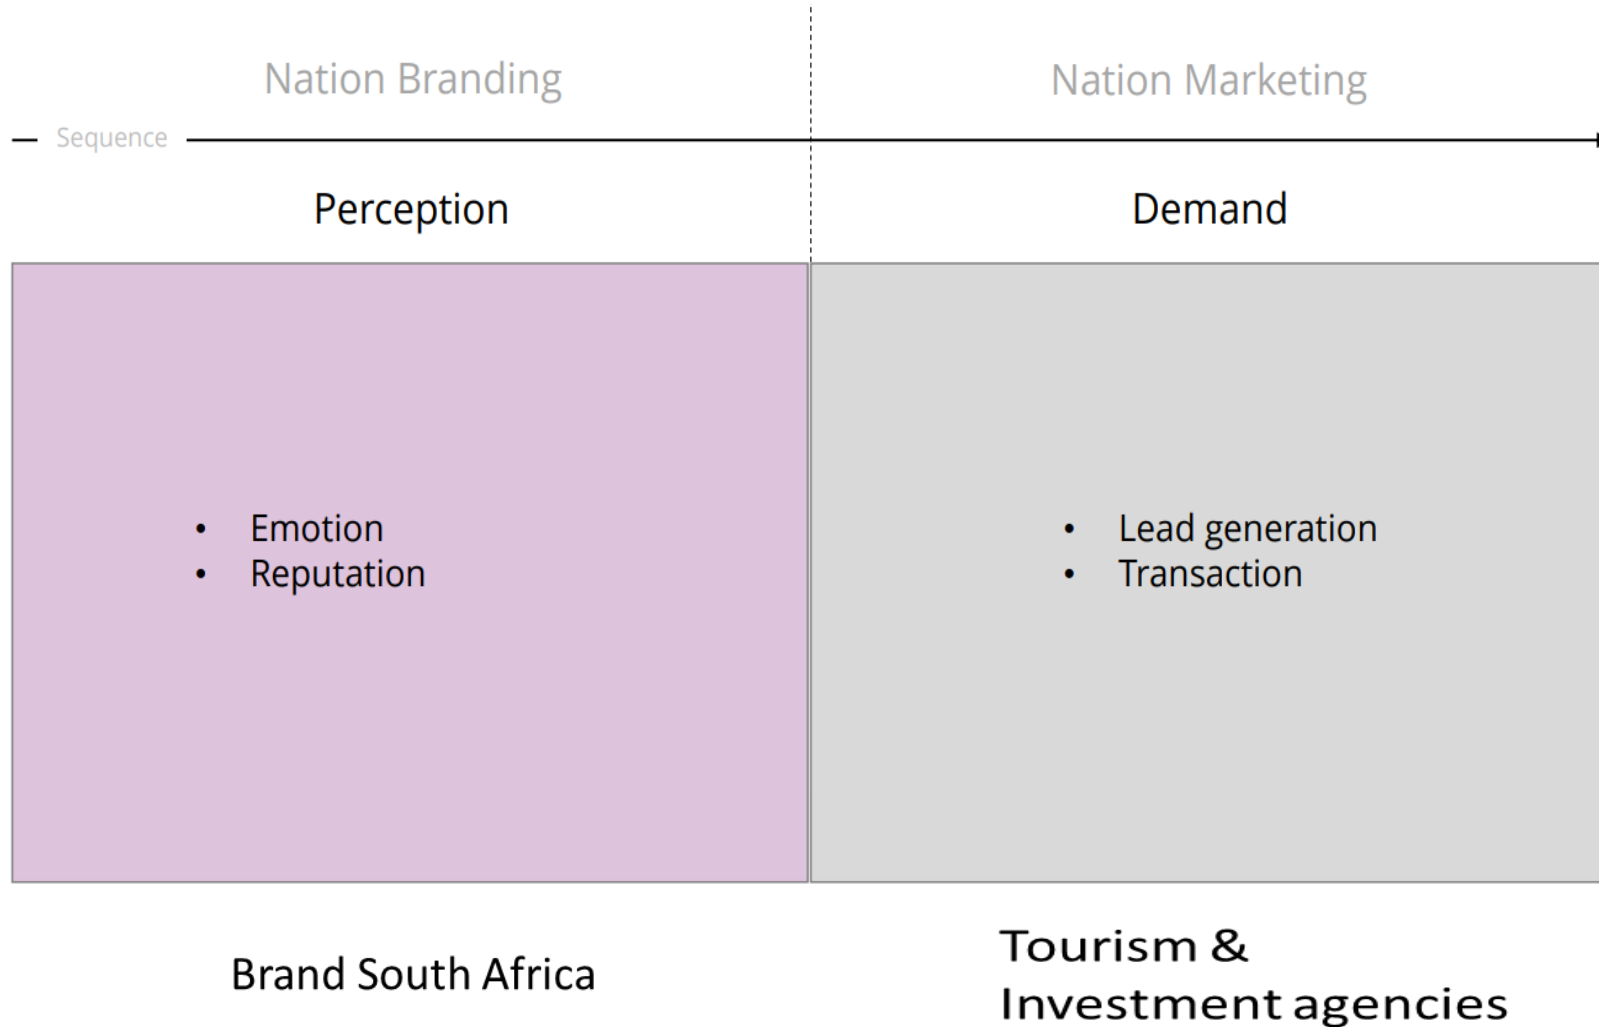 Nation Branding
Nation Marketing
Sequence
Perception
Demand
• Emotion
• Reputation
• Lead generation
• Transaction
Brand South Africa
Tourism &
Investment agencies